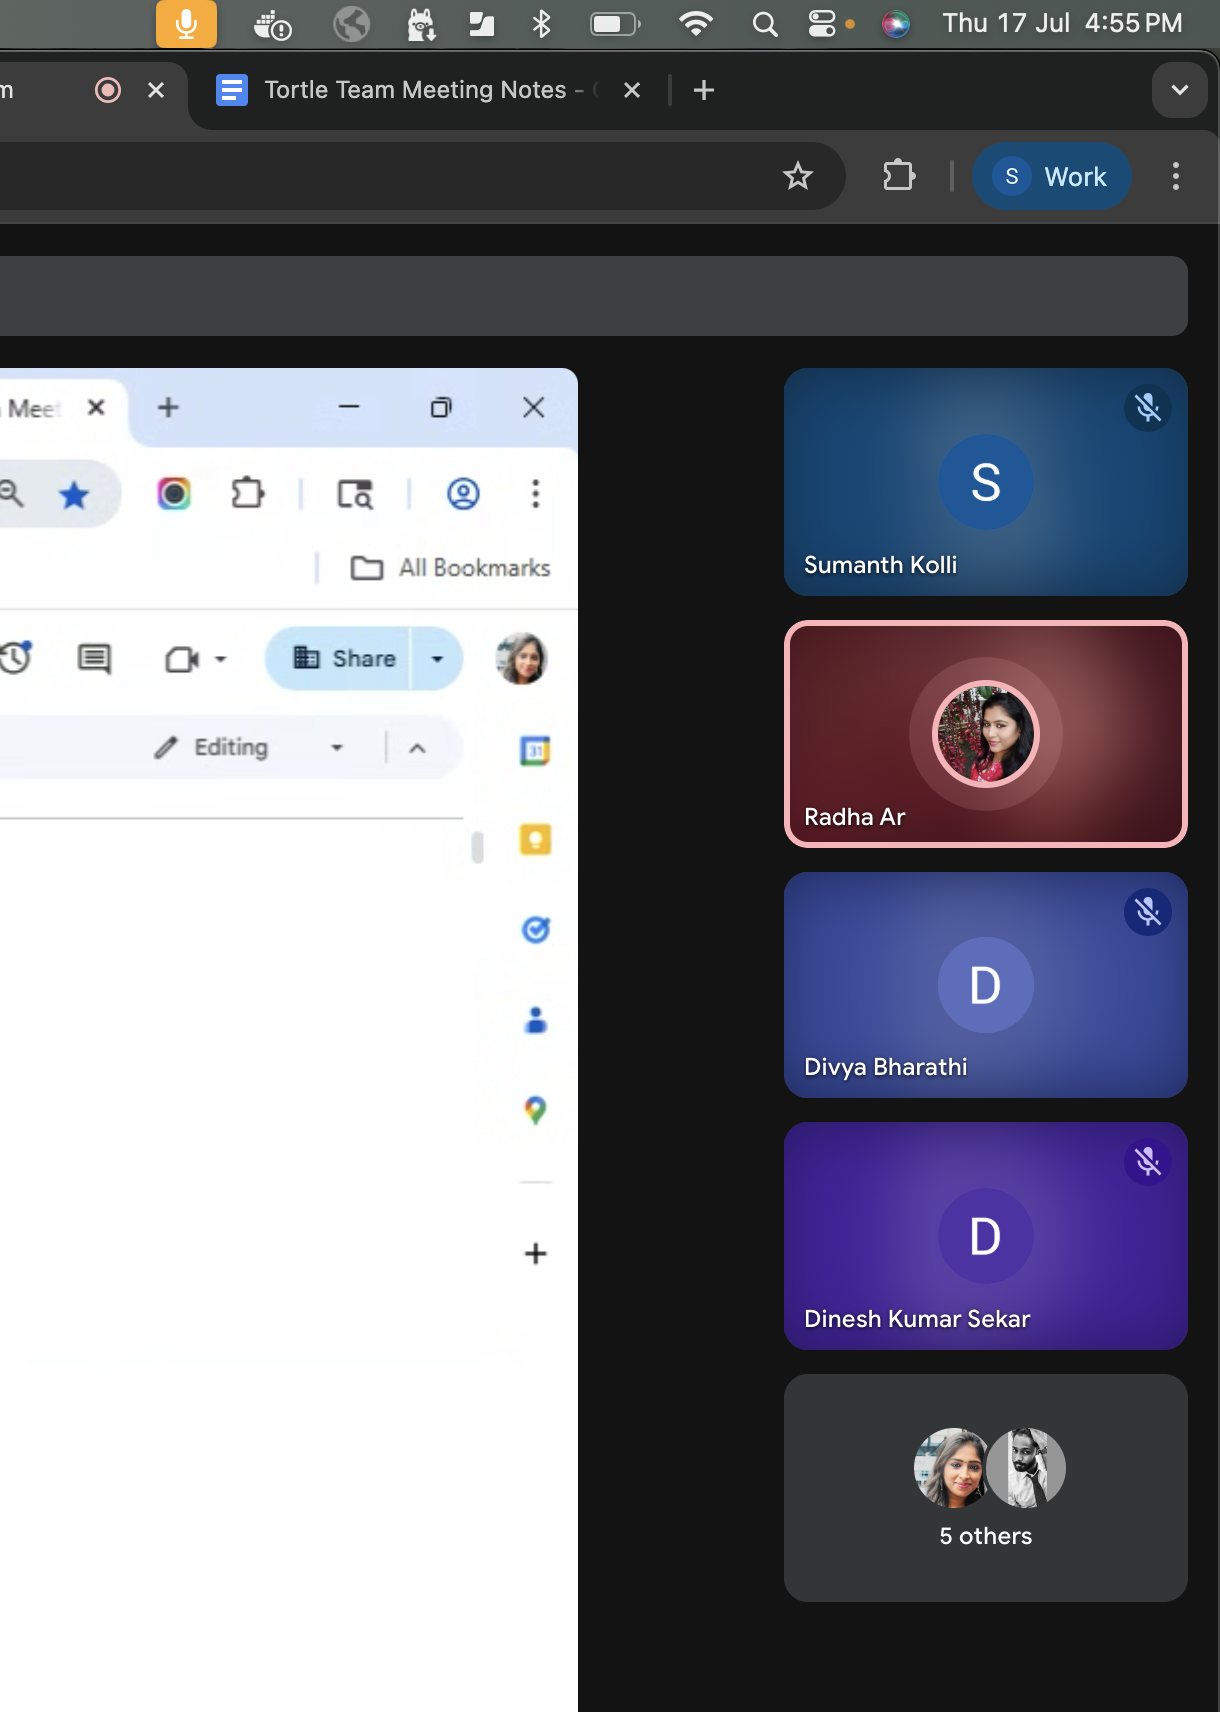 Thu 17 Jul 4:55 PM
m
Tortle Team Meeting Notes -
S Work
Meet
All Bookmarks
Share
Editing
31
S
Sumanth Kolli
Radha Ar
D
Divya Bharathi
D
Dinesh Kumar Sekar
5 others